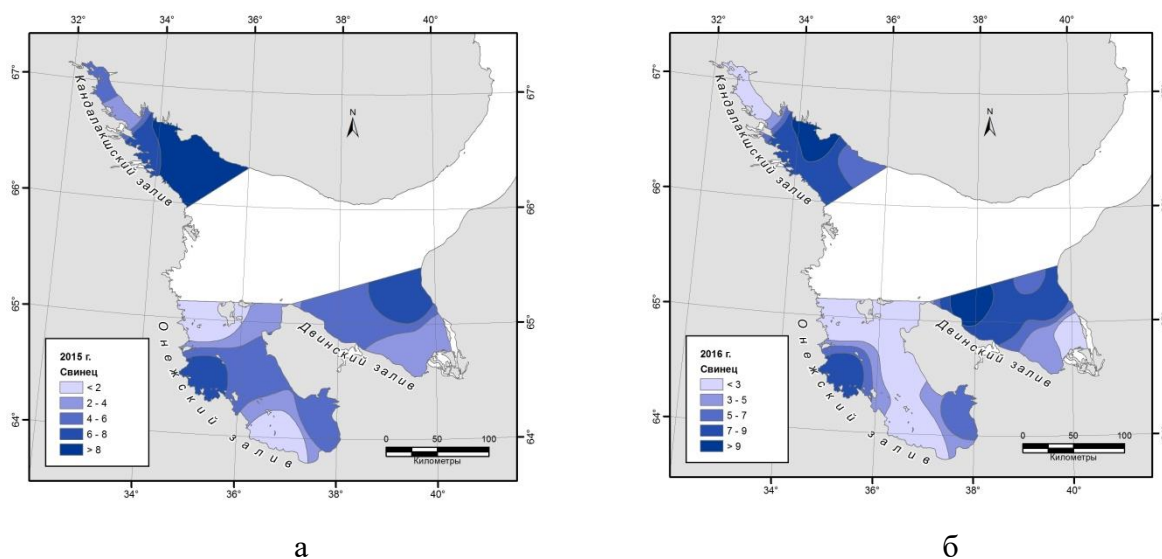 32° 34° 36° 38° 40°
67°
66°
65°
64°
67°
66°
65°
64°
34° 36° 38° 40°
N
Кандалакшский залив
Онежский залив
Двинский залив
2015 г.
Свинец
< 2
2 - 4
4 - 6
6 - 8
> 8
0 50 100
Километры
а
32° 34° 36° 38° 40°
67°
66°
65°
64°
34° 36° 38° 40°
N
Кандалакшский залив
Онежский залив
Двинский залив
2016 г.
Свинец
< 3
3 - 5
5 - 7
7 - 9
> 9
0 50 100
Километры
б